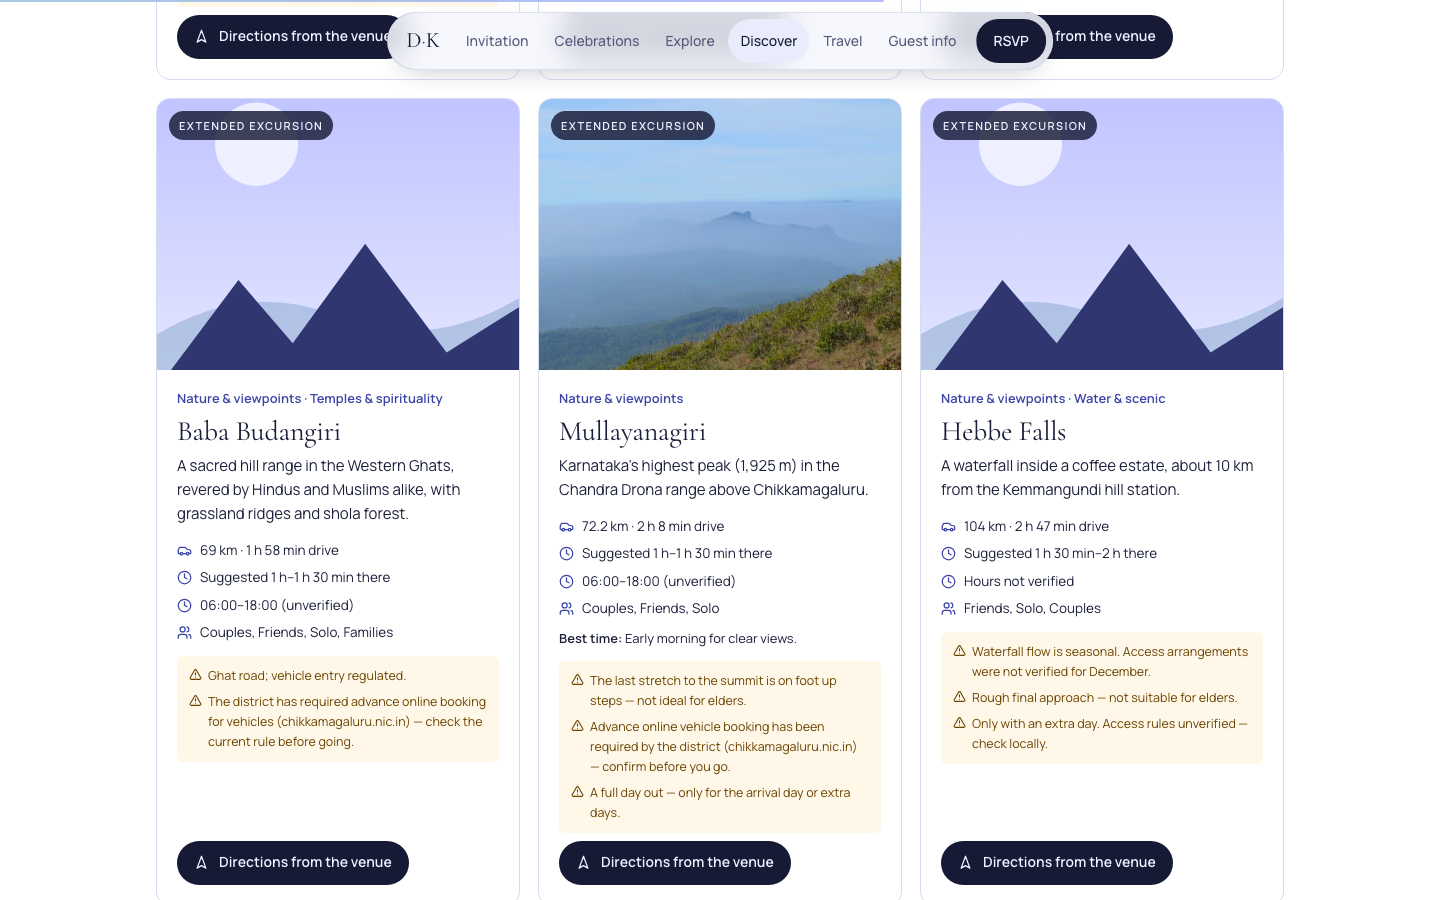 Directions from the venue
D·K
Invitation
Celebrations
Explore
Discover
Travel
Guest info
RSVP
from the venue
EXTENDED EXCURSION
Nature & viewpoints · Temples & spirituality
Baba Budangiri
A sacred hill range in the Western Ghats,
revered by Hindus and Muslims alike, with
grassland ridges and shola forest.
69 km · 1 h 58 min drive
Suggested 1 h–1 h 30 min there
06:00–18:00 (unverified)
Couples, Friends, Solo, Families
Ghat road; vehicle entry regulated.
The district has required advance online booking
for vehicles (chikkamagaluru.nic.in) — check the
current rule before going.
Directions from the venue
EXTENDED EXCURSION
Nature & viewpoints
Mullayanagiri
Karnataka's highest peak (1,925 m) in the
Chandra Drona range above Chikkamagaluru.
72.2 km · 2 h 8 min drive
Suggested 1 h–1 h 30 min there
06:00–18:00 (unverified)
Couples, Friends, Solo
Best time: Early morning for clear views.
The last stretch to the summit is on foot up
steps — not ideal for elders.
Advance online vehicle booking has been
required by the district (chikkamagaluru.nic.in)
— confirm before you go.
A full day out — only for the arrival day or extra
days.
Directions from the venue
EXTENDED EXCURSION
Nature & viewpoints · Water & scenic
Hebbe Falls
A waterfall inside a coffee estate, about 10 km
from the Kemmangundi hill station.
104 km · 2 h 47 min drive
Suggested 1 h 30 min–2 h there
Hours not verified
Friends, Solo, Couples
Waterfall flow is seasonal. Access arrangements
were not verified for December.
Rough final approach — not suitable for elders.
Only with an extra day. Access rules unverified —
check locally.
Directions from the venue